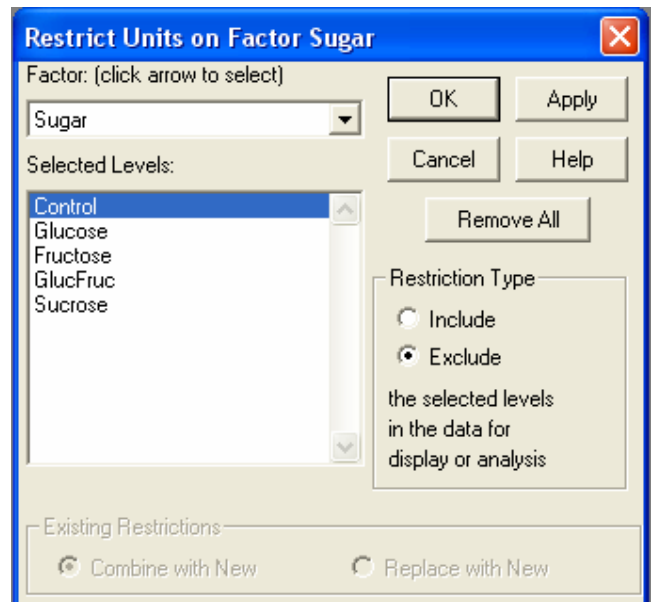 Restrict Units on Factor Sugar
Factor: (click arrow to select)
Sugar
Selected Levels:
Control
Glucose
Fructose
GlucFruc
Sucrose
OK
Apply
Cancel
Help
Remove All
Restriction Type
Include
Exclude
the selected levels
in the data for
display or analysis
Existing Restrictions
Combine with New
Replace with New